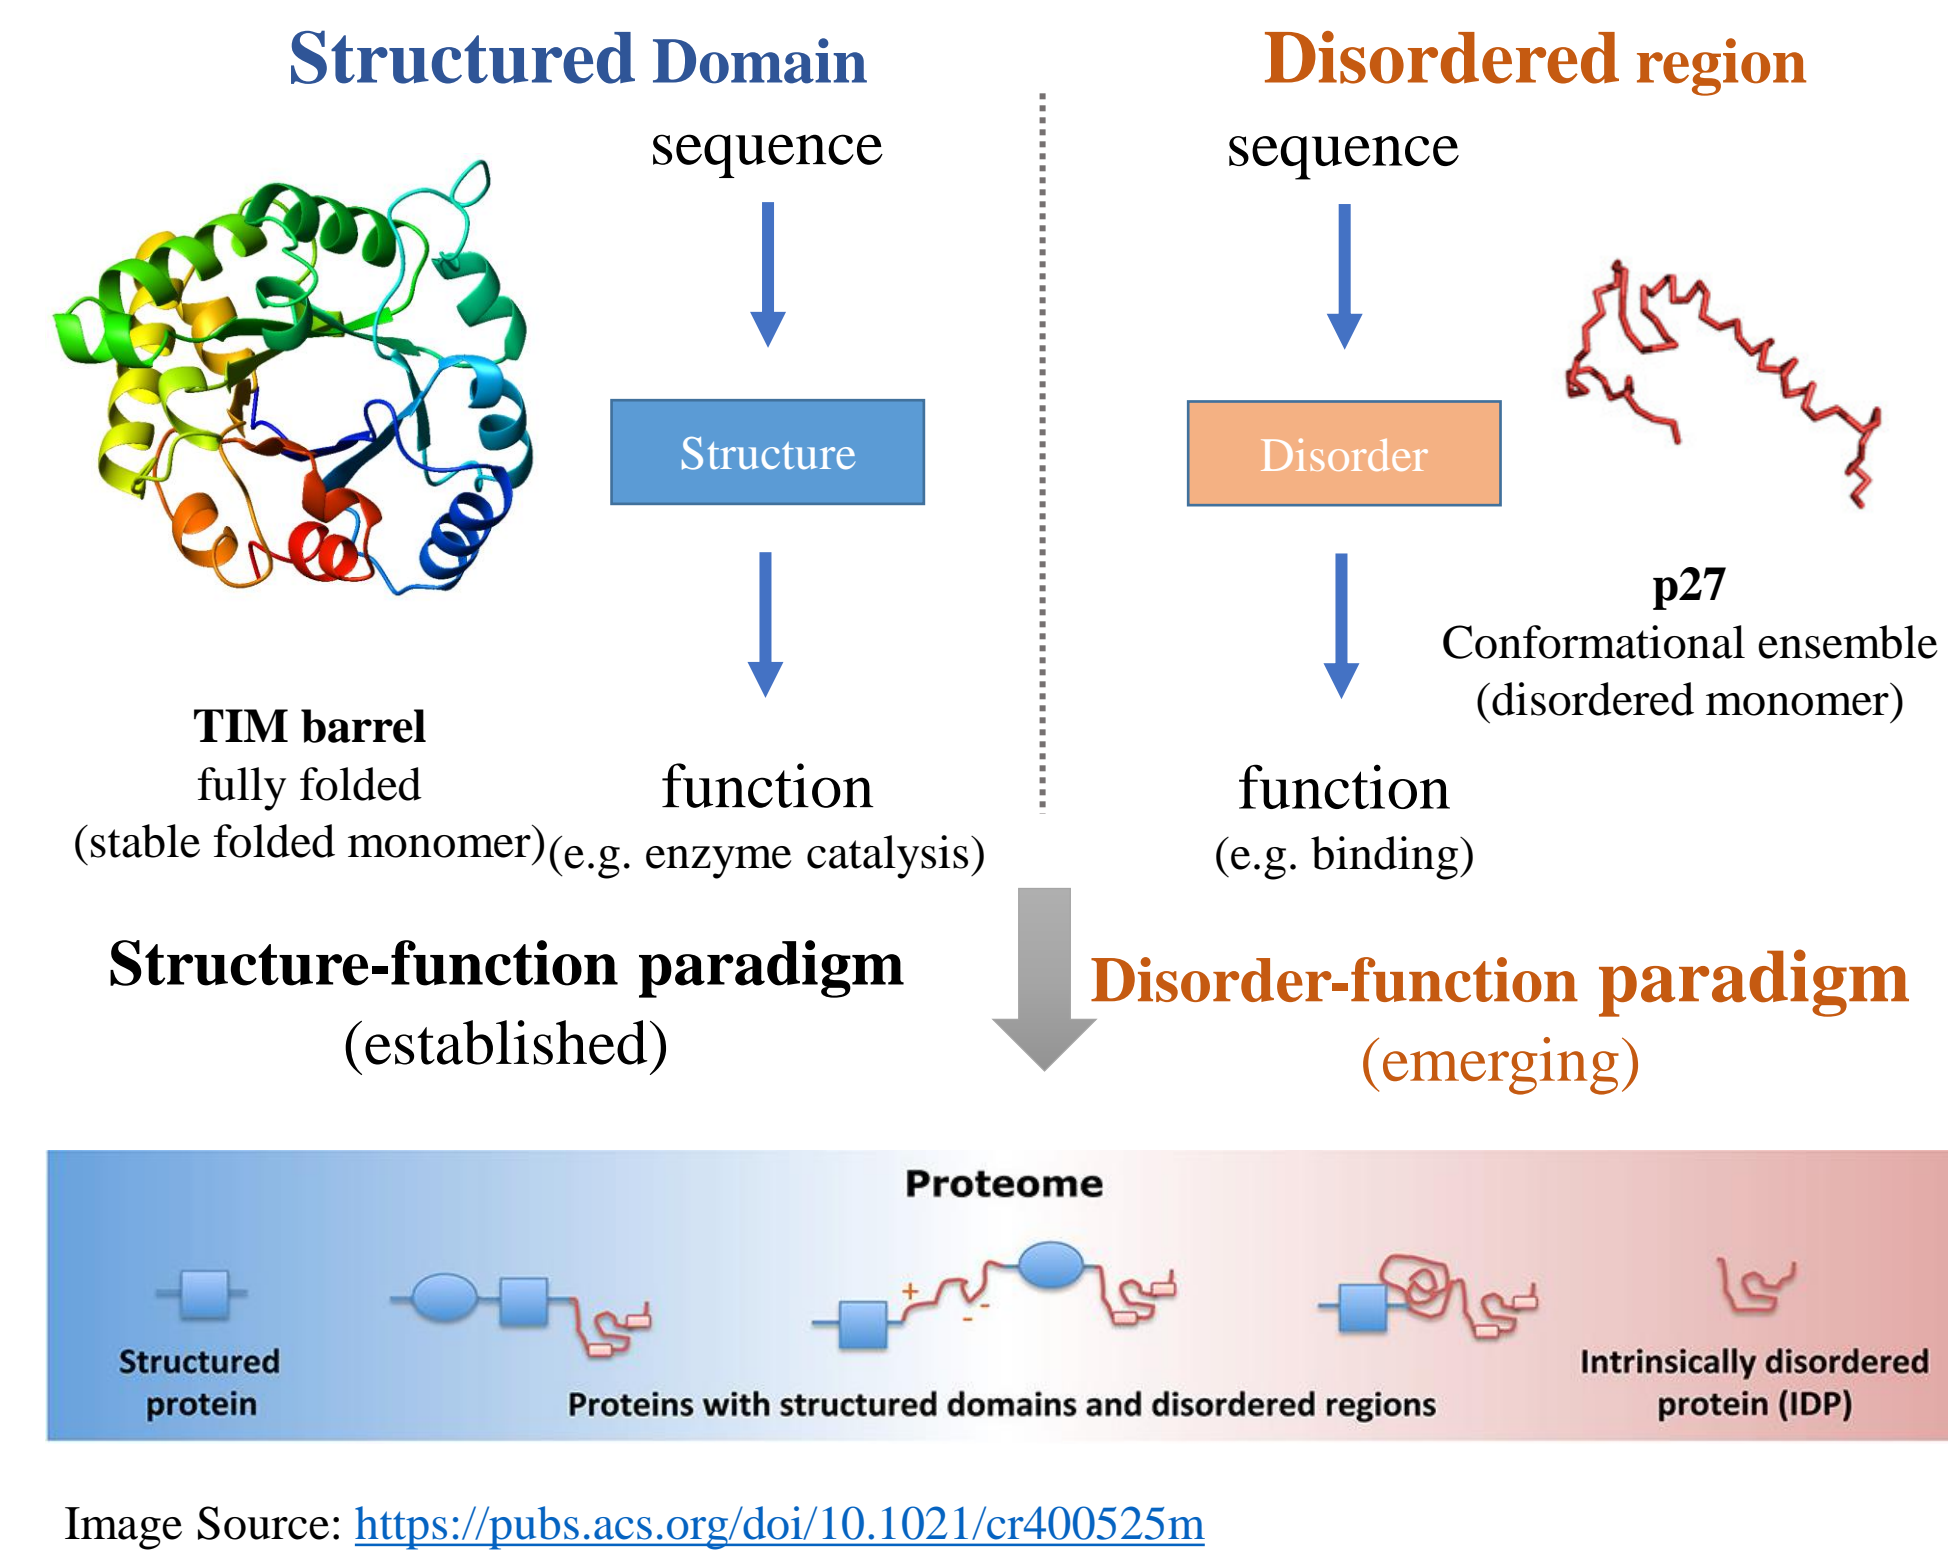 Structured Domain
sequence
Structure
TIM barrel
fully folded
(stable folded monomer)
function
(e.g. enzyme catalysis)
Structure-function paradigm
(established)
Disordered region
sequence
Disorder
p27
Conformational ensemble
(disordered monomer)
function
(e.g. binding)
Disorder-function paradigm
(emerging)
Proteome
+
-
-
Structured
protein
Proteins with structured domains and disordered regions
Intrinsically disordered
protein (IDP)
Image Source: https://pubs.acs.org/doi/10.1021/cr400525m